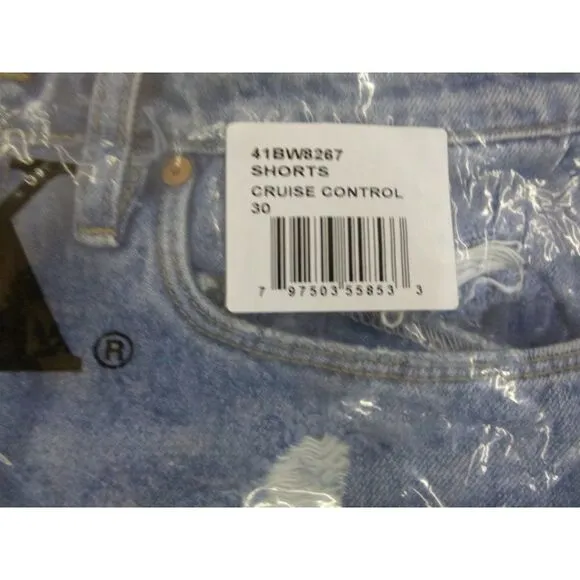 41BW8267
SHORTS
CRUISE CONTROL
30
7 97503 55853 3
K
®